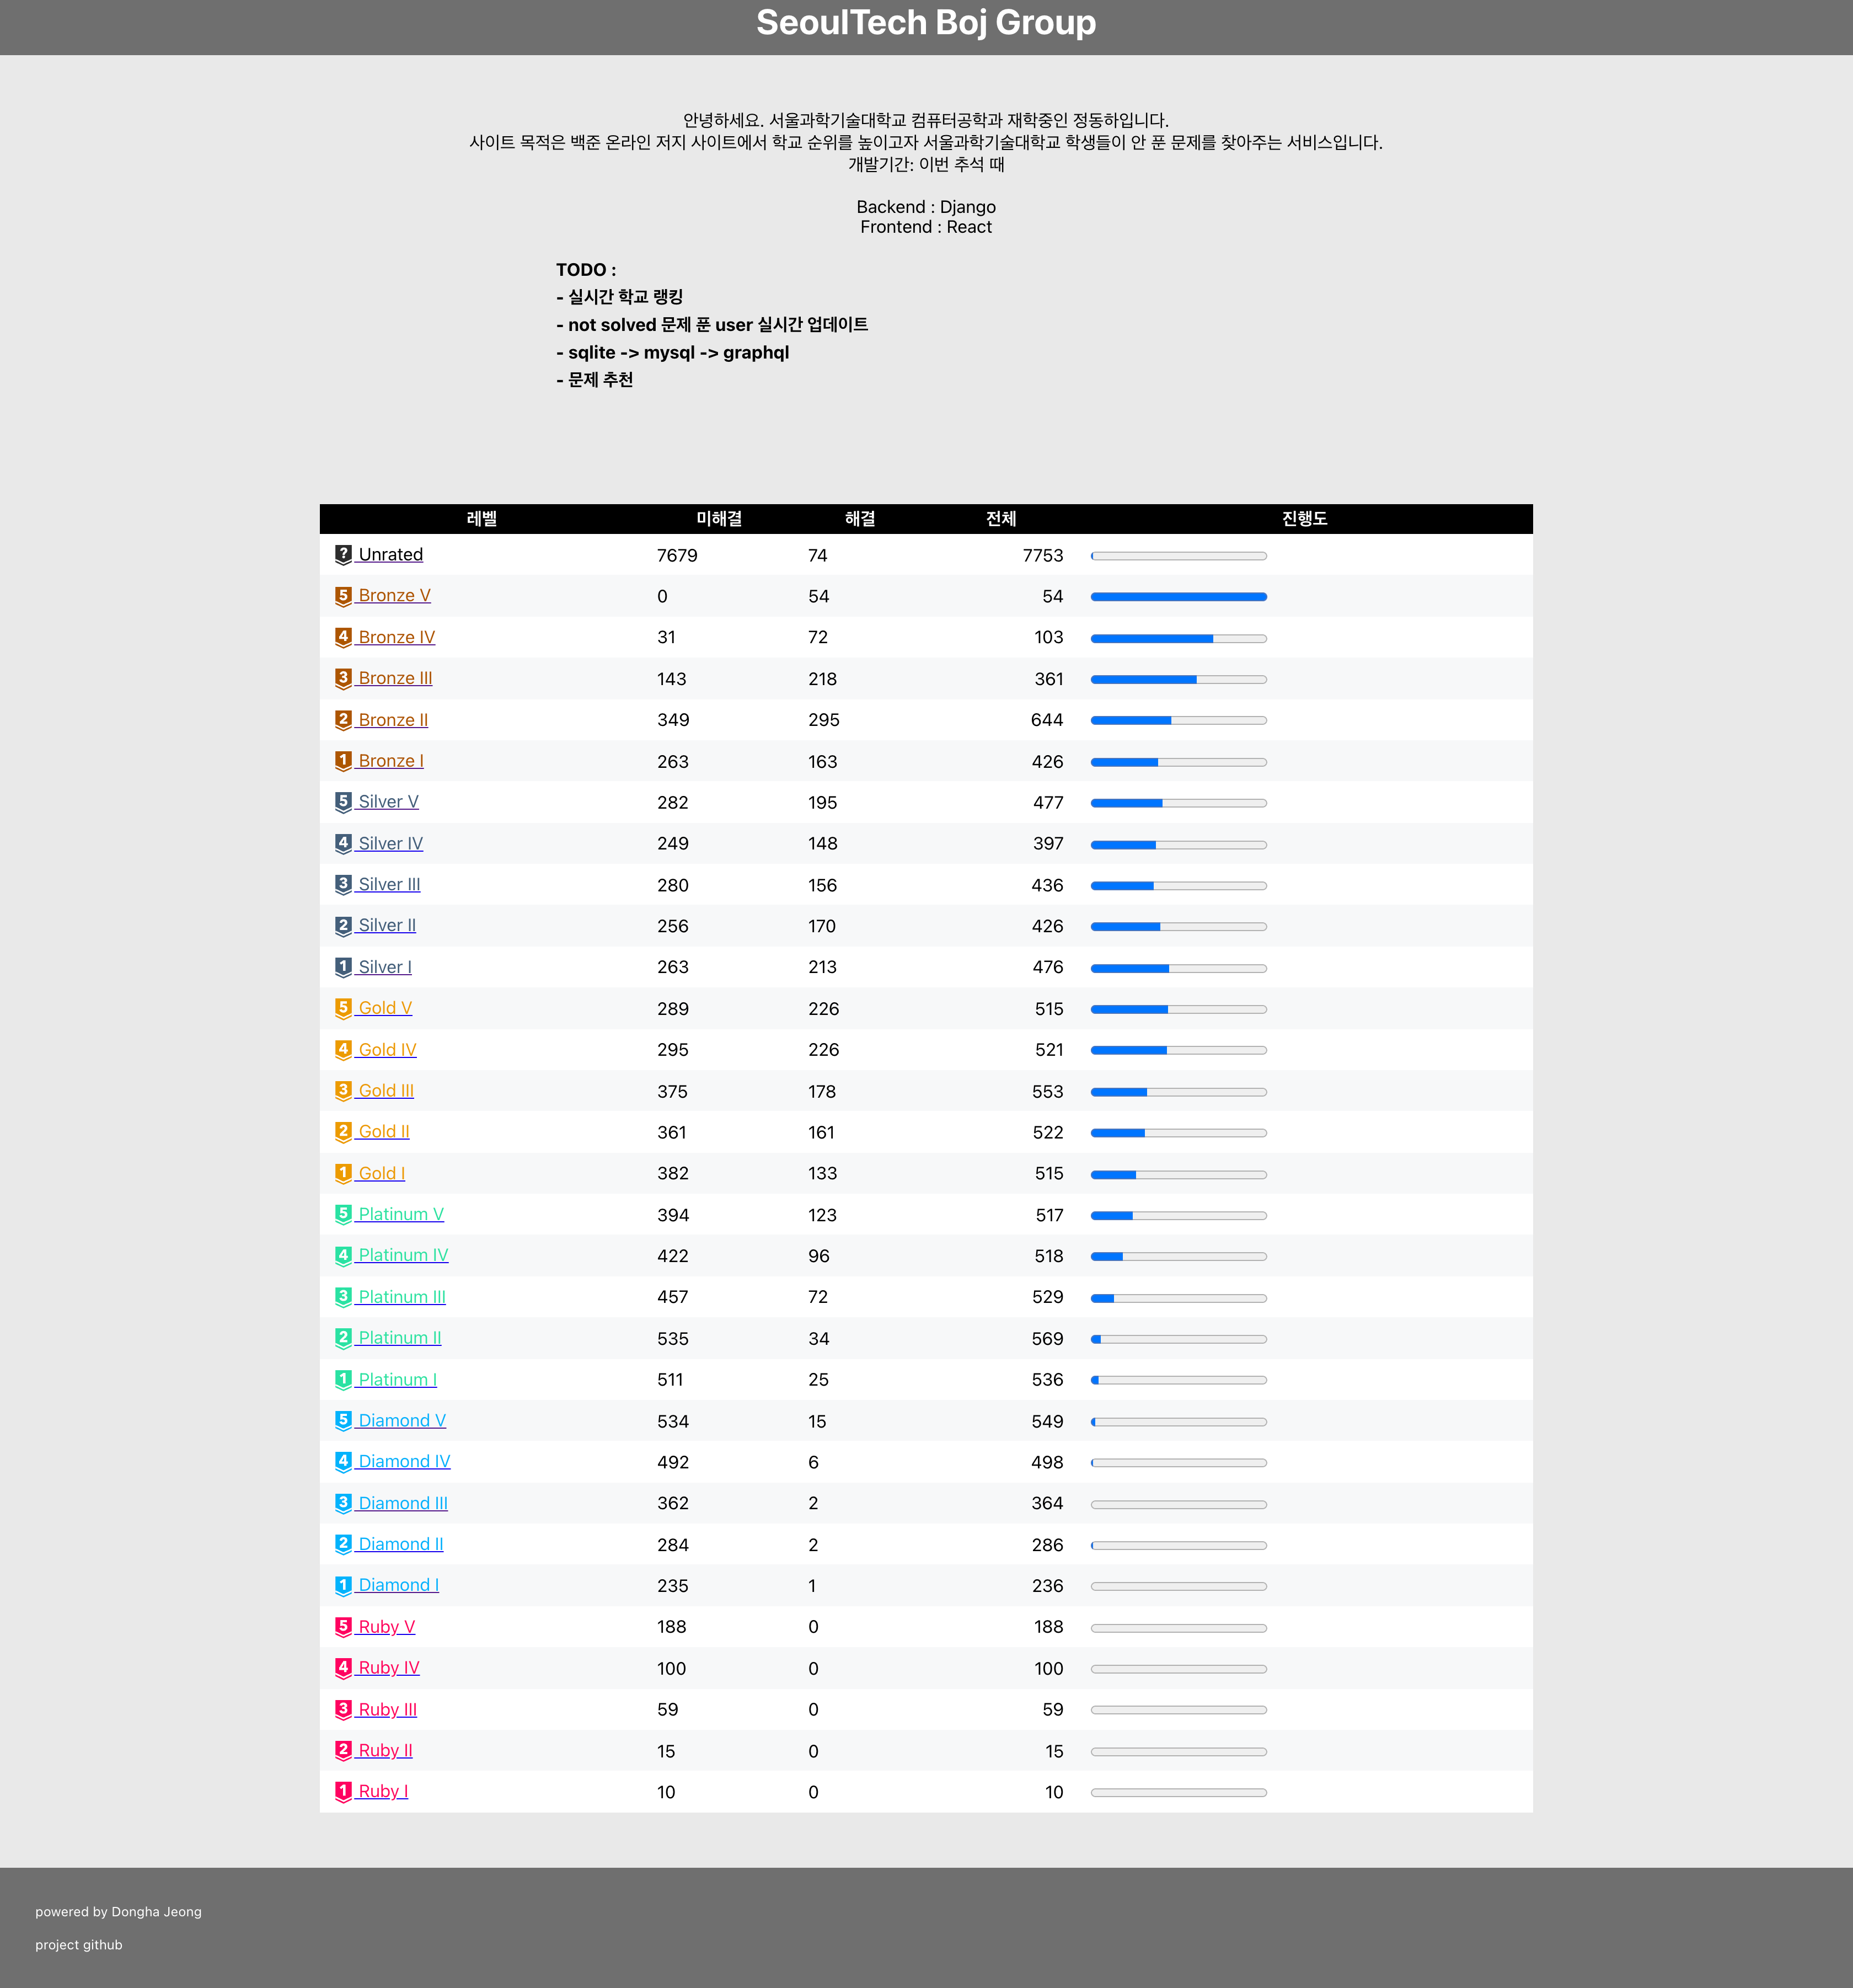 SeoulTech Boj Group
안녕하세요. 서울과학기술대학교 컴퓨터공학과 재학중인 정동하입니다.
사이트 목적은 백준 온라인 저지 사이트에서 학교 순위를 높이고자 서울과학기술대학교 학생들이 안 푼 문제를 찾아주는 서비스입니다.
개발기간: 이번 추석 때
Backend : Django
Frontend : React
TODO :
- 실시간 학교 랭킹
- not solved 문제 푼 user 실시간 업데이트
- sqlite -> mysql -> graphql
- 문제 추천
레벨 미해결 해결 전체 진행도
? Unrated 7679 74 7753
5 Bronze V 0 54 54
4 Bronze IV 31 72 103
3 Bronze III 143 218 361
2 Bronze II 349 295 644
1 Bronze I 263 163 426
5 Silver V 282 195 477
4 Silver IV 249 148 397
3 Silver III 280 156 436
2 Silver II 256 170 426
1 Silver I 263 213 476
5 Gold V 289 226 515
4 Gold IV 295 226 521
3 Gold III 375 178 553
2 Gold II 361 161 522
1 Gold I 382 133 515
5 Platinum V 394 123 517
4 Platinum IV 422 96 518
3 Platinum III 457 72 529
2 Platinum II 535 34 569
1 Platinum I 511 25 536
5 Diamond V 534 15 549
4 Diamond IV 492 6 498
3 Diamond III 362 2 364
2 Diamond II 284 2 286
1 Diamond I 235 1 236
5 Ruby V 188 0 188
4 Ruby IV 100 0 100
3 Ruby III 59 0 59
2 Ruby II 15 0 15
1 Ruby I 10 0 10
powered by Dongha Jeong
project github